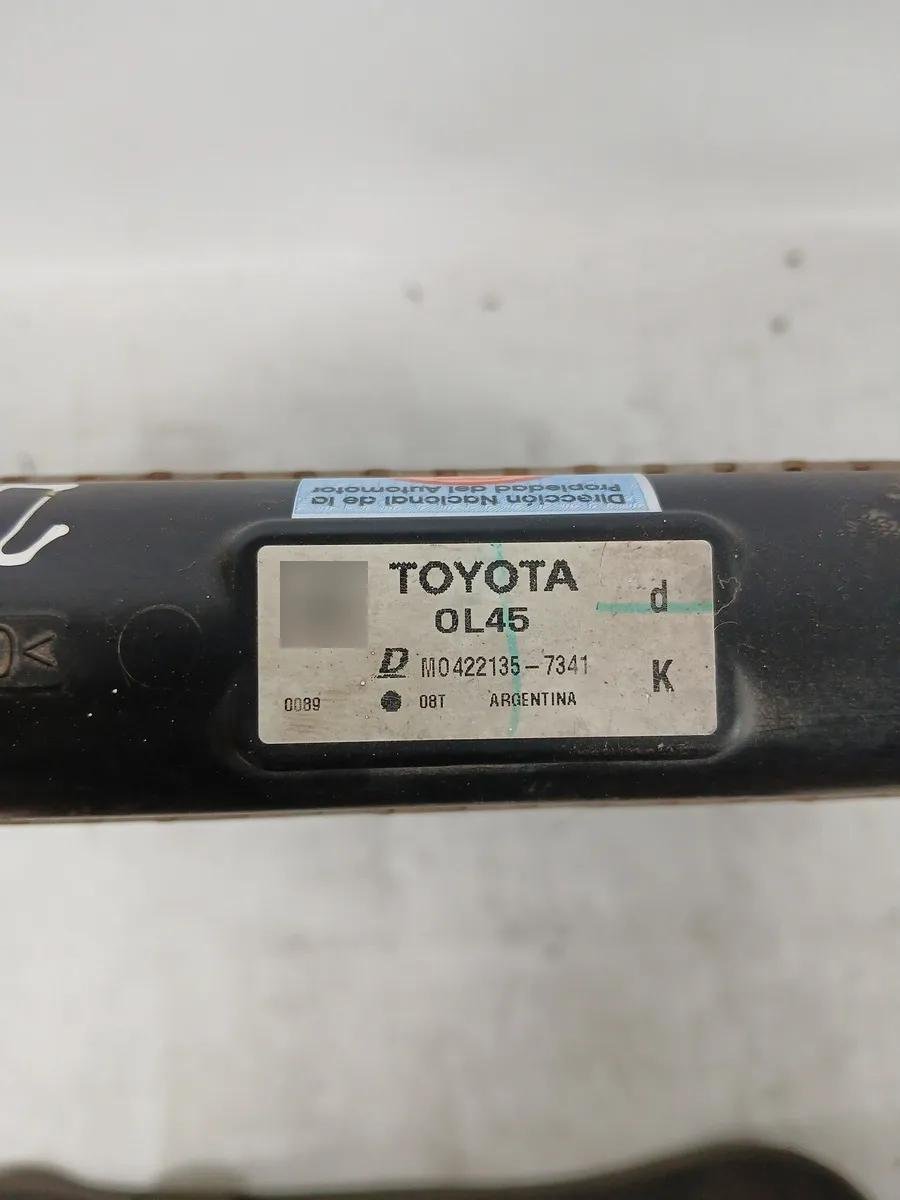 Dirección Nacional de la
Propiedad del Automotor
TOYOTA
d
0L45
D M0422135-7341
K
0089
08T
ARGENTINA